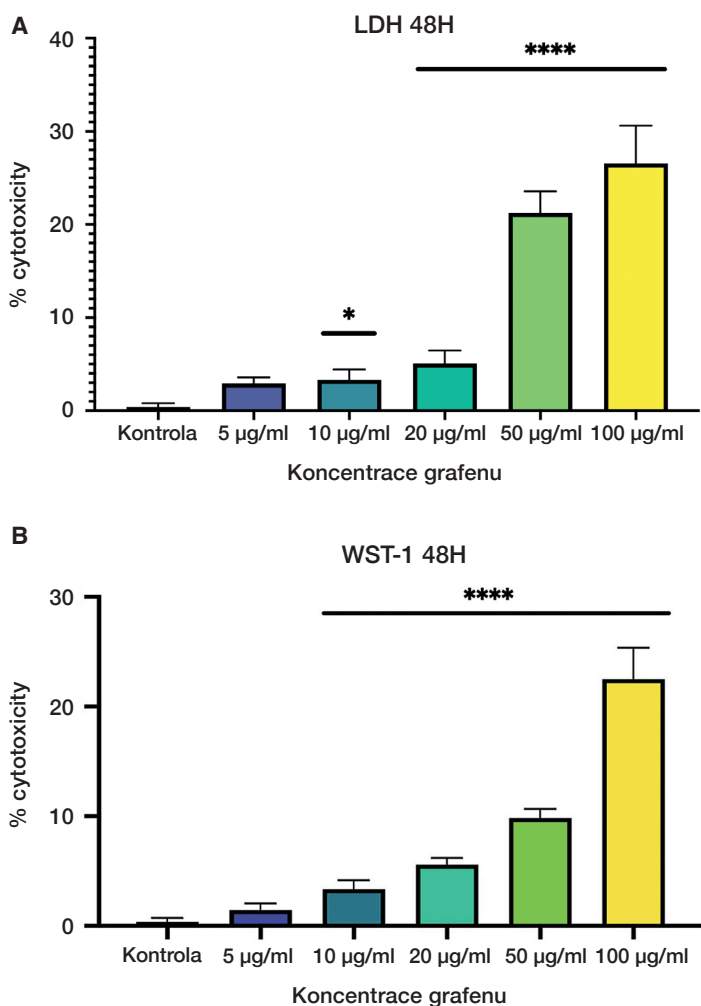 A
LDH 48H
40
30
20
10
0
% cytotoxicity
****
*
Kontrola 5 µg/ml 10 µg/ml 20 µg/ml 50 µg/ml 100 µg/ml
Koncentrace grafenu
B
WST-1 48H
30
20
10
0
% cytotoxicity
****
Kontrola 5 µg/ml 10 µg/ml 20 µg/ml 50 µg/ml 100 µg/ml
Koncentrace grafenu